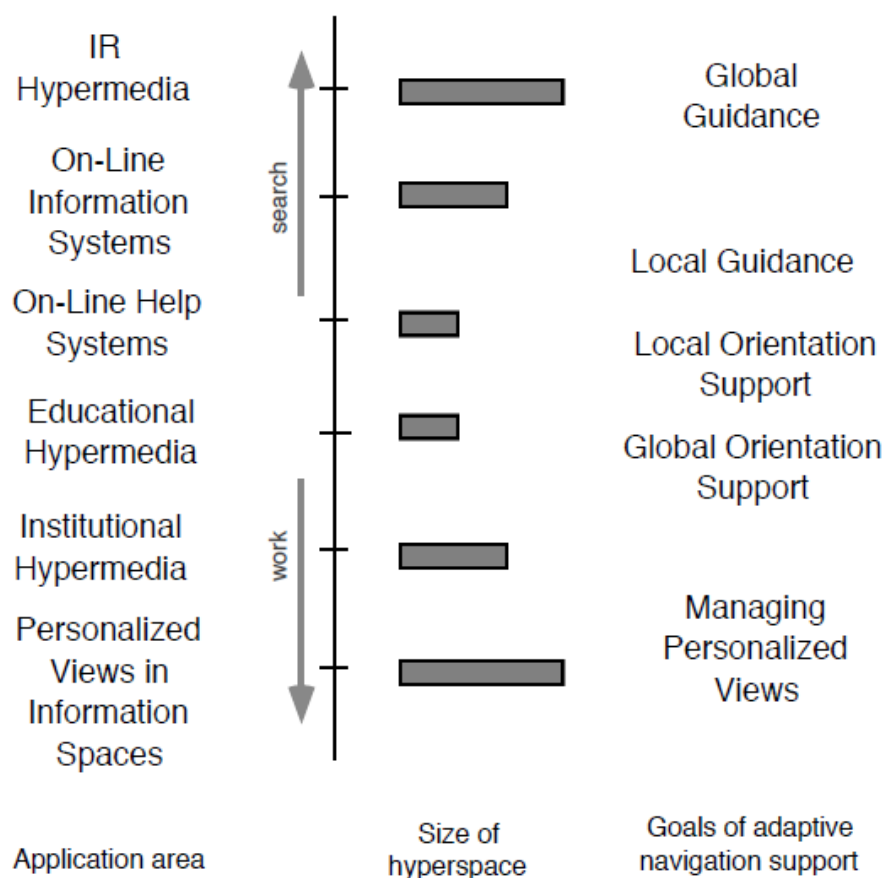 IR
Hypermedia
On-Line
Information
Systems
On-Line Help
Systems
Educational
Hypermedia
Institutional
Hypermedia
Personalized
Views in
Information
Spaces
Application area
search
work
Size of
hyperspace
Global
Guidance
Local Guidance
Local Orientation
Support
Global Orientation
Support
Managing
Personalized
Views
Goals of adaptive
navigation support